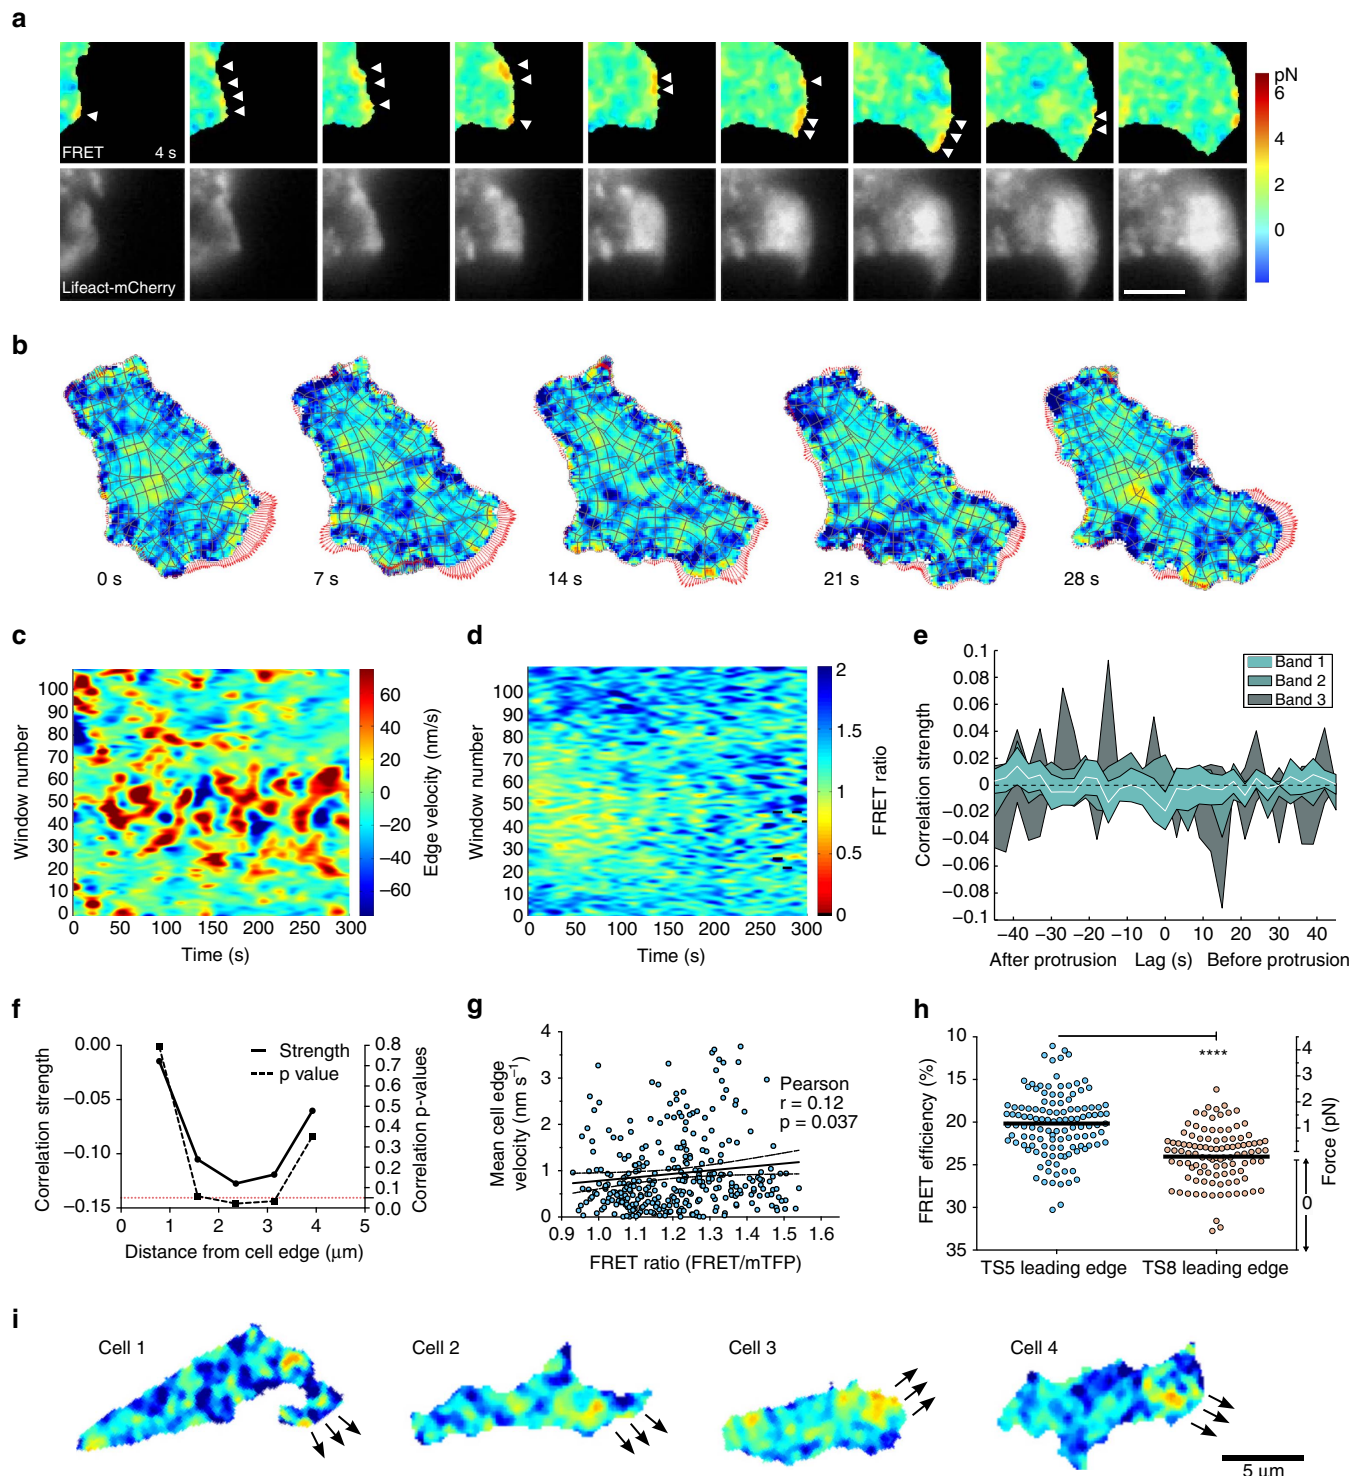 a
pN
6
4
2
0
FRET 4 s
Lifeact-mCherry
b
0 s 7 s 14 s 21 s 28 s
c
Window number
100
90
80
70
60
50
40
30
20
10
0
0 50 100 150 200 250 300
Time (s)
60
40
20
0
−20
−40
−60
Edge velocity (nm/s)
d
Window number
100
90
80
70
60
50
40
30
20
10
0
0 50 100 150 200 250 300
Time (s)
2
1.5
1
0.5
0
FRET ratio
e
Correlation strength
0.1
0.08
0.06
0.04
0.02
0
−0.02
−0.04
−0.06
−0.08
−0.1
Band 1
Band 2
Band 3
−40 −30 −20 −10 0 10 20 30 40
After protrusion Lag (s) Before protrusion
f
Correlation strength
0.00
−0.05
−0.10
−0.15
Strength
p value
0.8
0.7
0.6
0.5
0.4
0.3
0.2
0.1
0.05
0.0
Correlation p-values
0 1 2 3 4 5
Distance from cell edge (μm)
g
Mean cell edge
velocity (nm s−1)
4
3
2
1
0
Pearson
r = 0.12
p = 0.037
0.9 1.0 1.1 1.2 1.3 1.4 1.5 1.6
FRET ratio (FRET/mTFP)
h
FRET efficiency (%)
10
15
20
25
30
35
****
4
3
2
1
0
Force (pN)
TS5 leading edge TS8 leading edge
i
Cell 1 Cell 2 Cell 3 Cell 4
5 μm